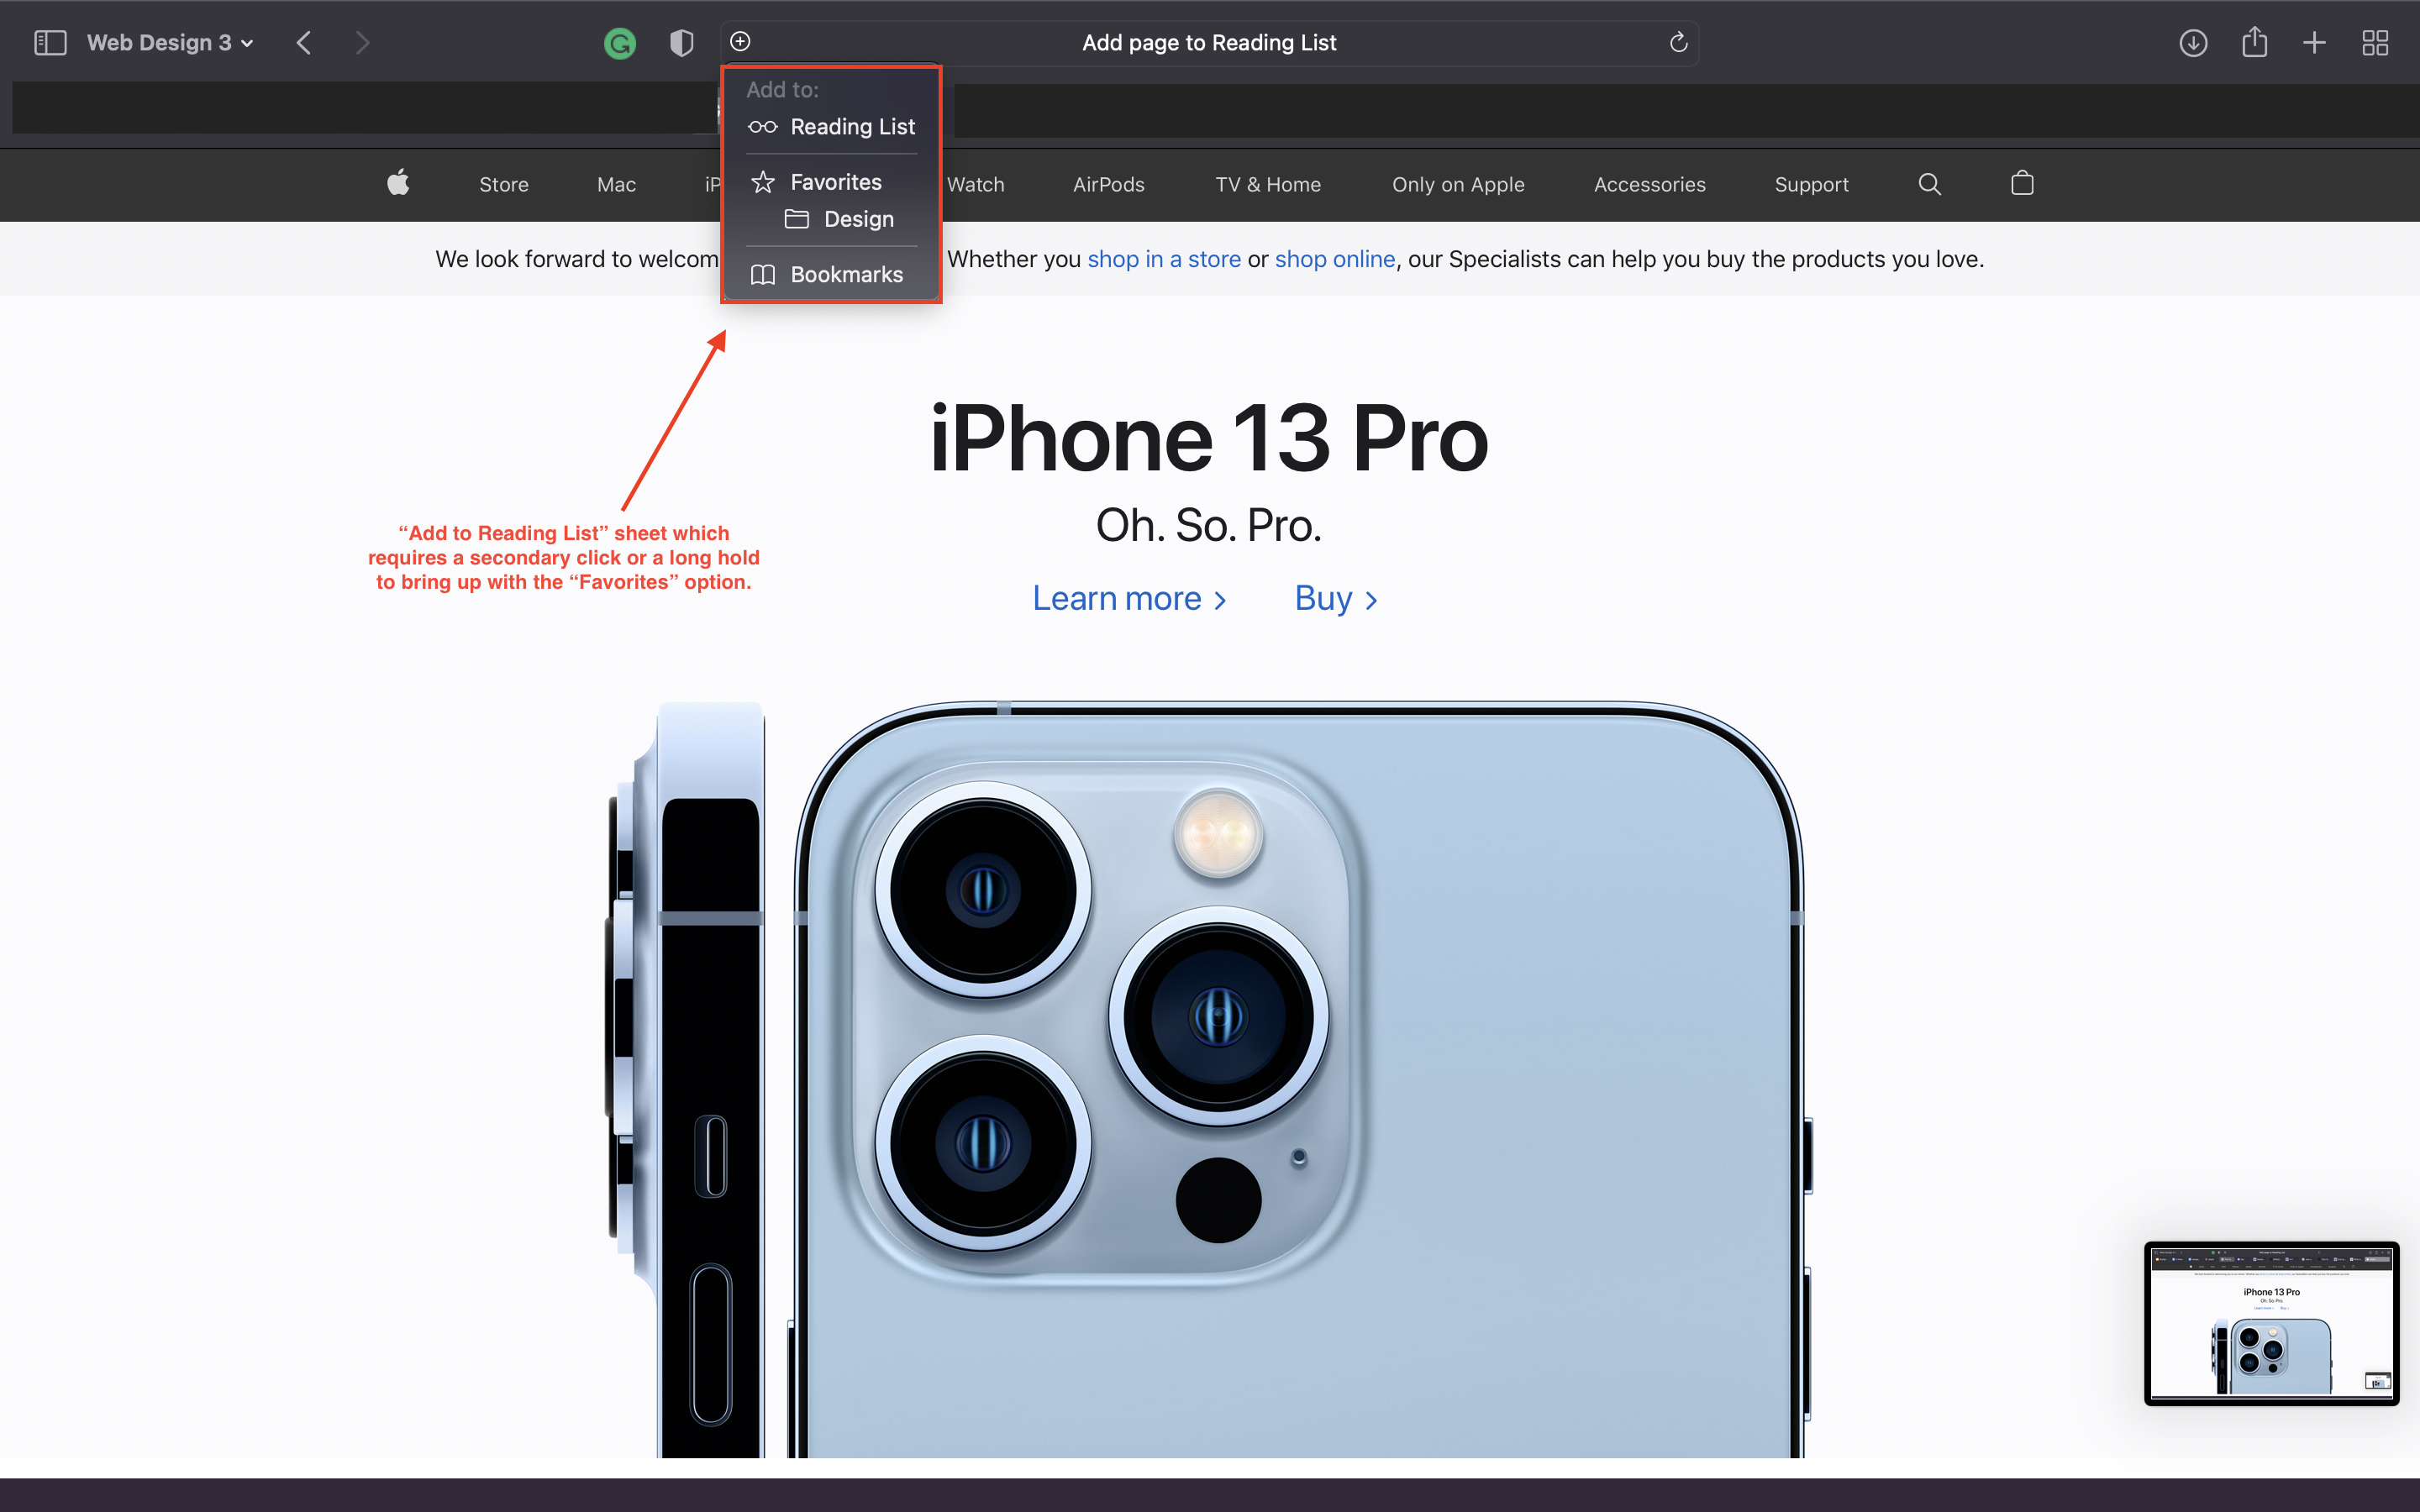 Web Design 3
Add page to Reading List
Add to:
Reading List
Favorites
Design
Bookmarks
Store Mac iP Watch AirPods TV & Home Only on Apple Accessories Support
We look forward to welcom Whether you shop in a store or shop online, our Specialists can help you buy the products you love.
iPhone 13 Pro
Oh. So. Pro.
Learn more > Buy >
“Add to Reading List” sheet which
requires a secondary click or a long hold
to bring up with the “Favorites” option.
iPhone 13 Pro
Oh. So. Pro.